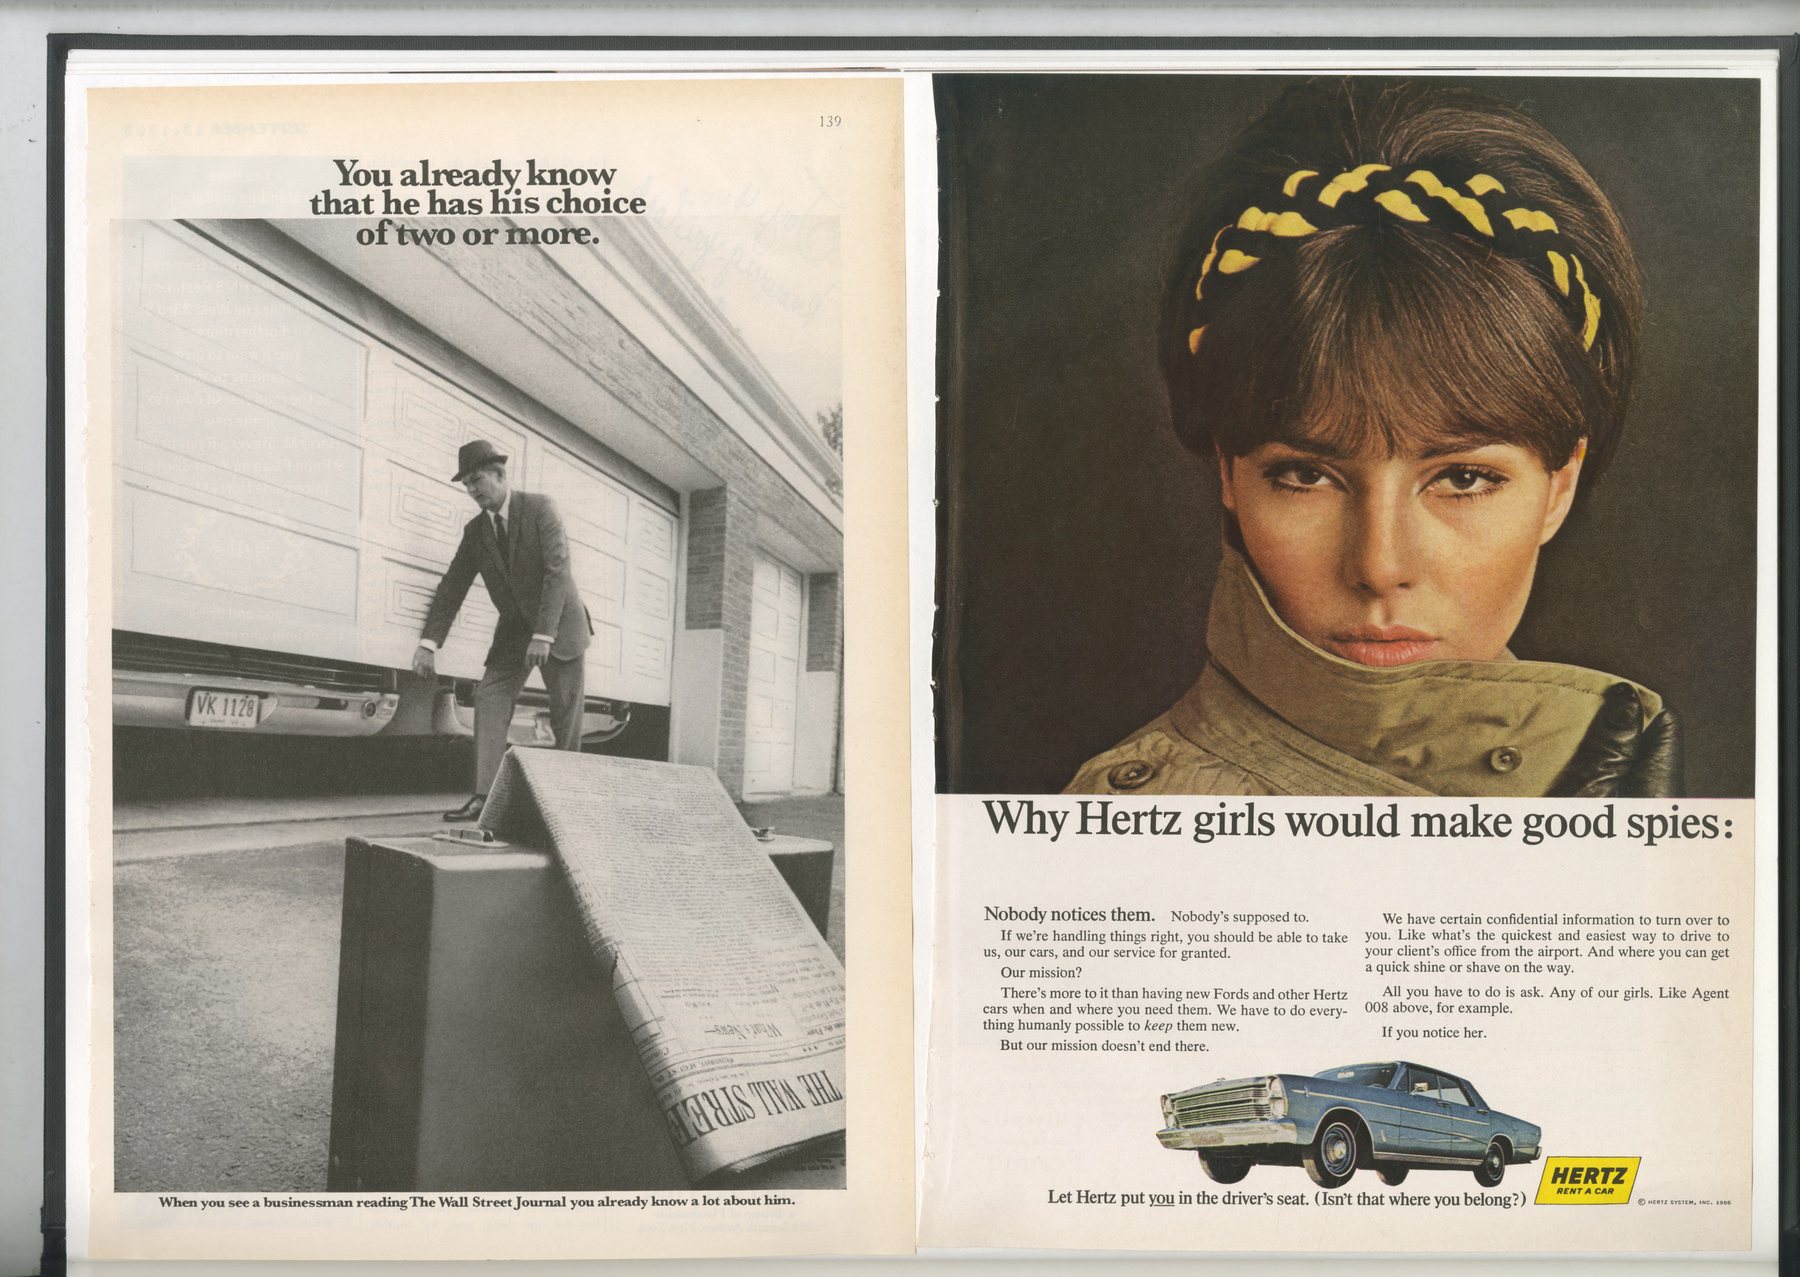 139
You already know
that he has his choice
of two or more.
VK 1128
What's News—
THE WALL STREE
When you see a businessman reading The Wall Street Journal you already know a lot about him.
Why Hertz girls would make good spies:
Nobody notices them. Nobody's supposed to.
If we're handling things right, you should be able to take
us, our cars, and our service for granted.
Our mission?
There's more to it than having new Fords and other Hertz
cars when and where you need them. We have to do every-
thing humanly possible to keep them new.
But our mission doesn't end there.
We have certain confidential information to turn over to
you. Like what's the quickest and easiest way to drive to
your client's office from the airport. And where you can get
a quick shine or shave on the way.
All you have to do is ask. Any of our girls. Like Agent
008 above, for example.
If you notice her.
Let Hertz put you in the driver's seat. (Isn't that where you belong?)
HERTZ
RENT A CAR
© HERTZ SYSTEM, INC. 1966